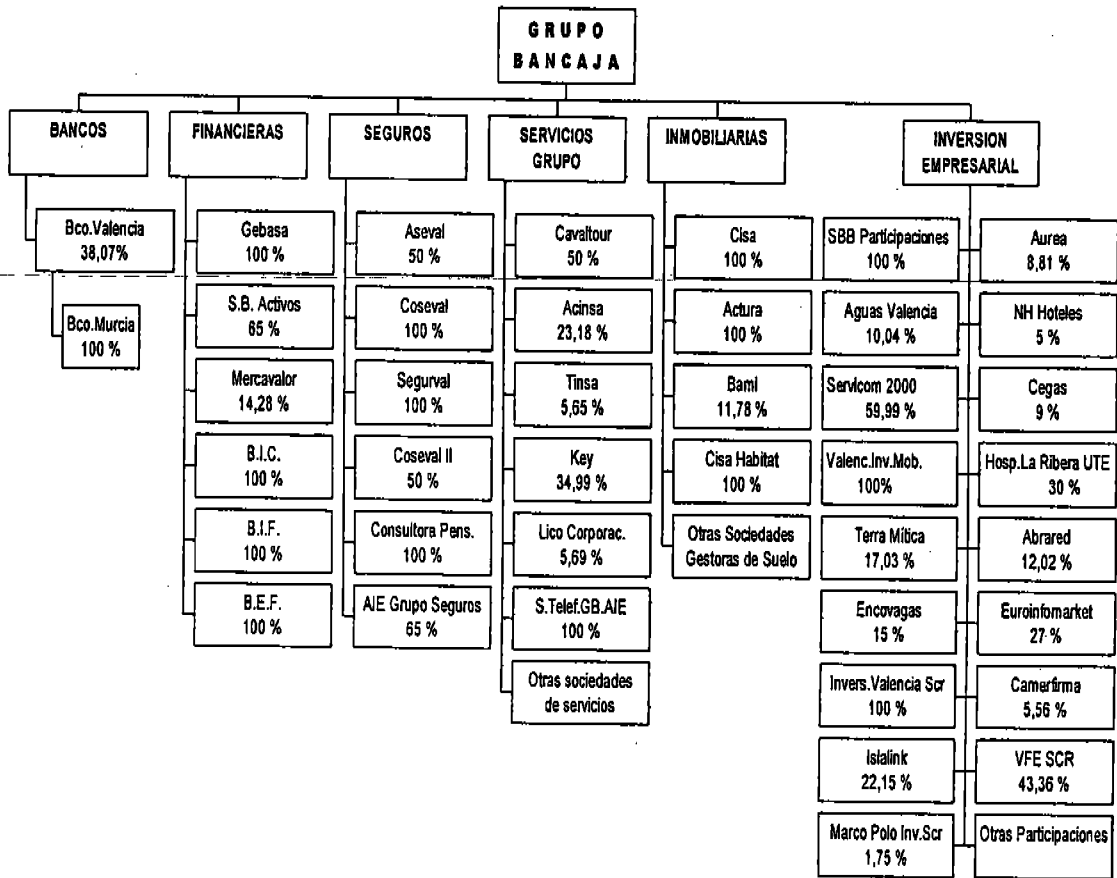 GRUPO
BANCAJA
BANCOS
Bco.Valencia
38,07%
Bco.Murcia
100 %
FINANCIERAS
Gebasa
100 %
S.B. Activos
65 %
Mercavalor
14,28 %
B.I.C.
100 %
B.I.F.
100 %
B.E.F.
100 %
SEGUROS
Aseval
50 %
Coseval
100 %
Segurval
100 %
Coseval II
50 %
Consultora Pens.
100 %
AIE Grupo Seguros
65 %
SERVICIOS
GRUPO
Cavaltour
50 %
Acinsa
23,18 %
Tinsa
5,65 %
Key
34,99 %
Lico Corporac.
5,69 %
S.Telef.GB.AIE
100 %
Otras sociedades
de servicios
INMOBILIARIAS
Cisa
100 %
Actura
100 %
Bami
11,78 %
Cisa Habitat
100 %
Otras Sociedades
Gestoras de Suelo
INVERSION
EMPRESARIAL
SBB Participaciones
100 %
Aguas Valencia
10,04 %
Servicom 2000
59,99 %
Valenc.Inv.Mob.
100%
Terra Mítica
17,03 %
Encovagas
15 %
Invers.Valencia Scr
100 %
Islalink
22,15 %
Marco Polo Inv.Scr
1,75 %
Aurea
8,81 %
NH Hoteles
5 %
Cegas
9 %
Hosp.La Ribera UTE
30 %
Abrared
12,02 %
Euroinfomarket
27 %
Camerfirma
5,56 %
VFE SCR
43,36 %
Otras Participaciones